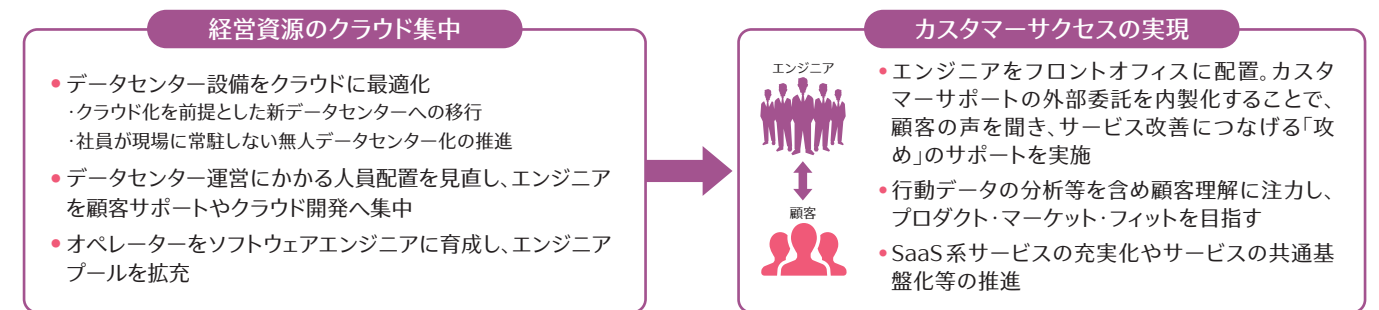 経営資源のクラウド集中
• データセンター設備をクラウドに最適化
・クラウド化を前提とした新データセンターへの移行
・社員が現場に常駐しない無人データセンター化の推進
• データセンター運営にかかる人員配置を見直し、エンジニア
を顧客サポートやクラウド開発へ集中
• オペレーターをソフトウェアエンジニアに育成し、エンジニア
プールを拡充
カスタマーサクセスの実現
エンジニア
顧客
• エンジニアをフロントオフィスに配置。カスタ
マーサポートの外部委託を内製化することで、
顧客の声を聞き、サービス改善につなげる「攻
め」のサポートを実施
• 行動データの分析等を含め顧客理解に注力し、
プロダクト・マーケット・フィットを目指す
• SaaS系サービスの充実化やサービスの共通基
盤化等の推進